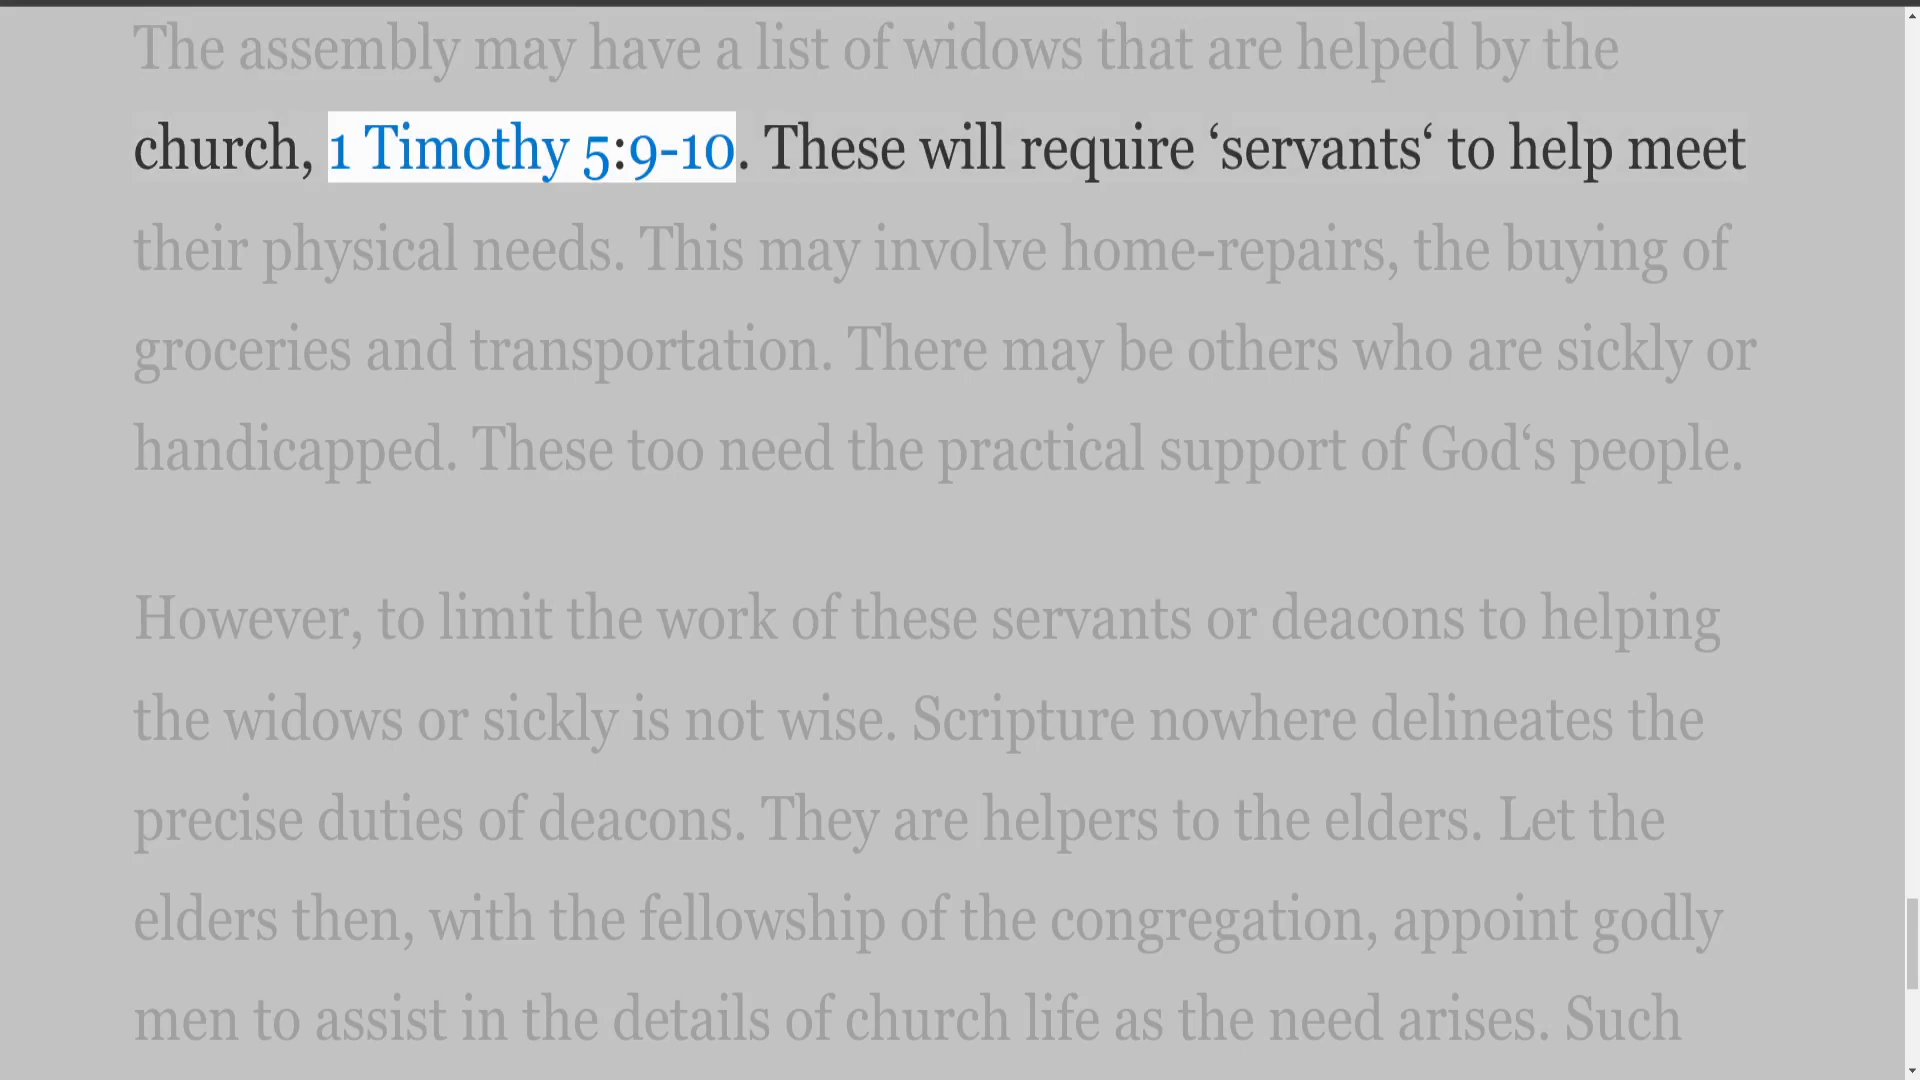 The assembly may have a list of widows that are helped by the
church, 1 Timothy 5:9-10. These will require ‘servants‘ to help meet
their physical needs. This may involve home-repairs, the buying of
groceries and transportation. There may be others who are sickly or
handicapped. These too need the practical support of God‘s people.
However, to limit the work of these servants or deacons to helping
the widows or sickly is not wise. Scripture nowhere delineates the
precise duties of deacons. They are helpers to the elders. Let the
elders then, with the fellowship of the congregation, appoint godly
men to assist in the details of church life as the need arises. Such